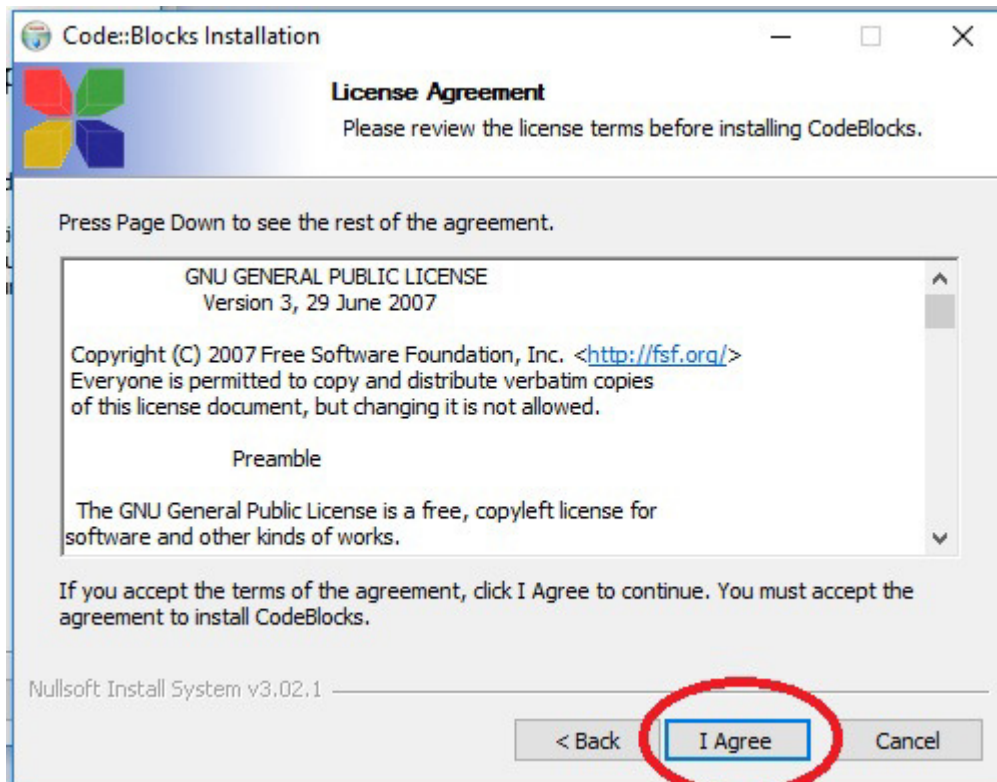 Code::Blocks Installation
License Agreement
Please review the license terms before installing CodeBlocks.
Press Page Down to see the rest of the agreement.
GNU GENERAL PUBLIC LICENSE
Version 3, 29 June 2007
Copyright (C) 2007 Free Software Foundation, Inc. <http://fsf.org/>
Everyone is permitted to copy and distribute verbatim copies
of this license document, but changing it is not allowed.
Preamble
The GNU General Public License is a free, copyleft license for
software and other kinds of works.
If you accept the terms of the agreement, click I Agree to continue. You must accept the
agreement to install CodeBlocks.
Nullsoft Install System v3.02.1
< Back I Agree Cancel